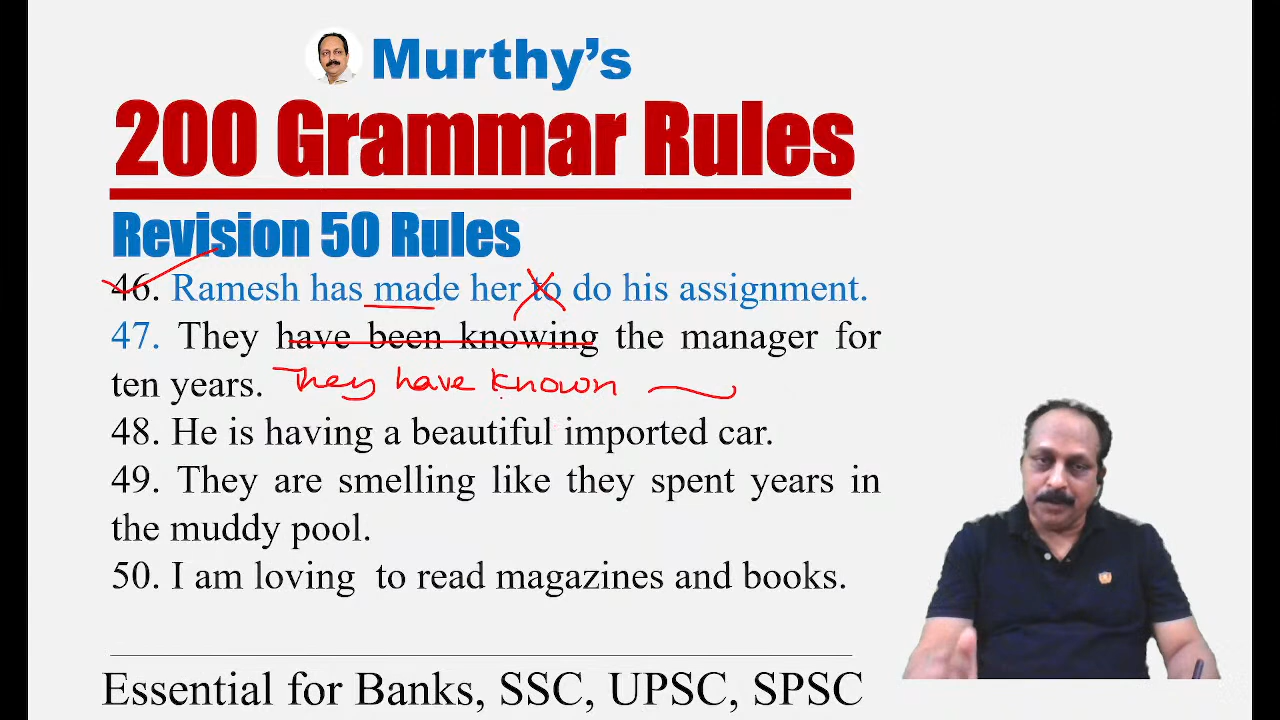 Murthy's
200 Grammar Rules
Revision 50 Rules
46. Ramesh has made her to do his assignment.
47. They have been knowing the manager for
ten years. They have known
48. He is having a beautiful imported car.
49. They are smelling like they spent years in
the muddy pool.
50. I am loving to read magazines and books.
Essential for Banks, SSC, UPSC, SPSC